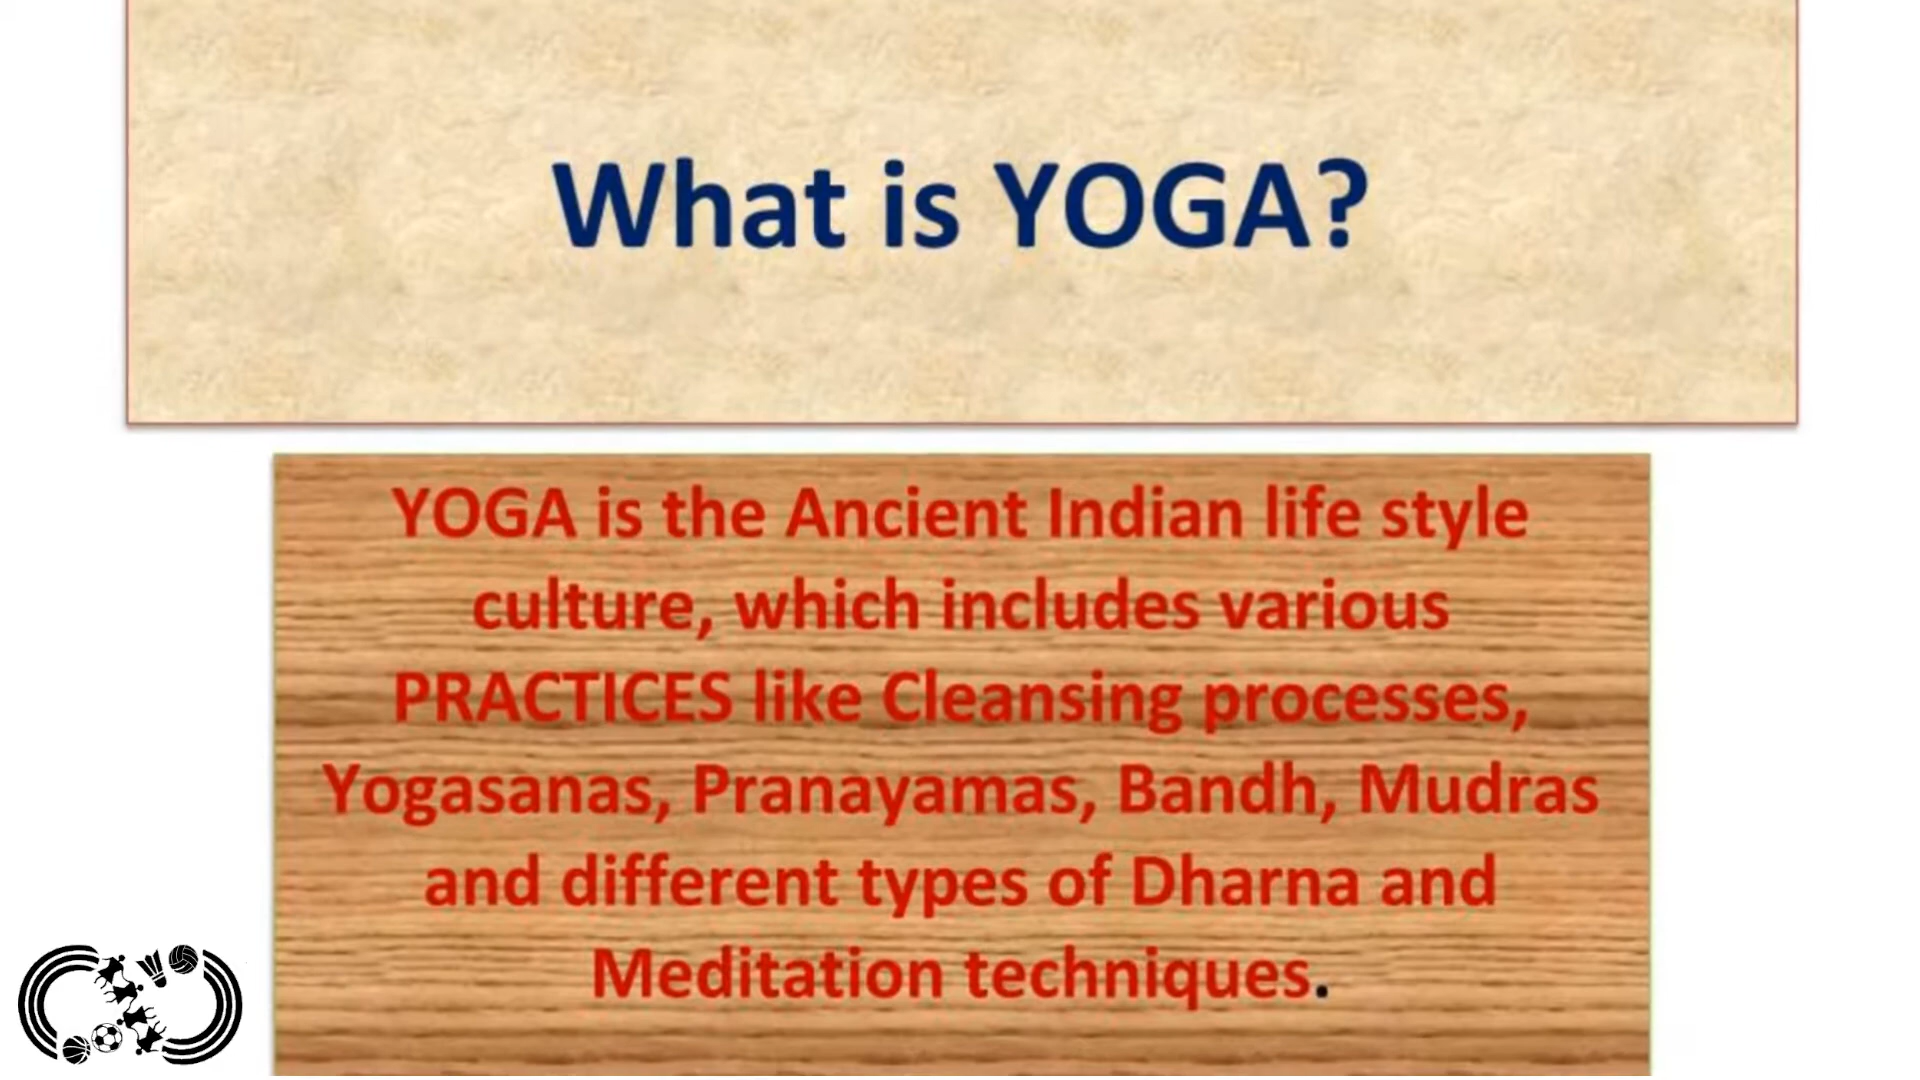 What is YOGA?
YOGA is the Ancient Indian life style
culture, which includes various
PRACTICES like Cleansing processes,
Yogasanas, Pranayamas, Bandh, Mudras
and different types of Dharna and
Meditation techniques.